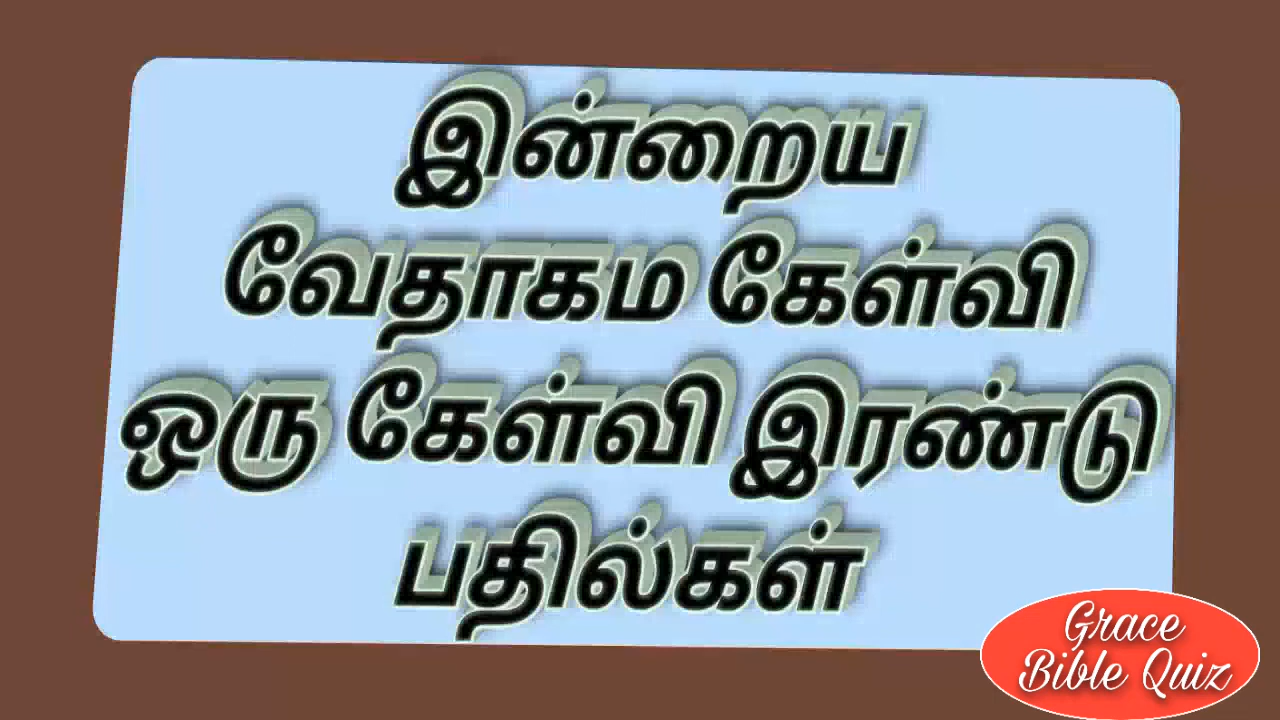 இன்றைய
வேதாகம கேள்வி
ஒரு கேள்வி இரண்டு
பதில்கள்
Grace
Bible Quiz